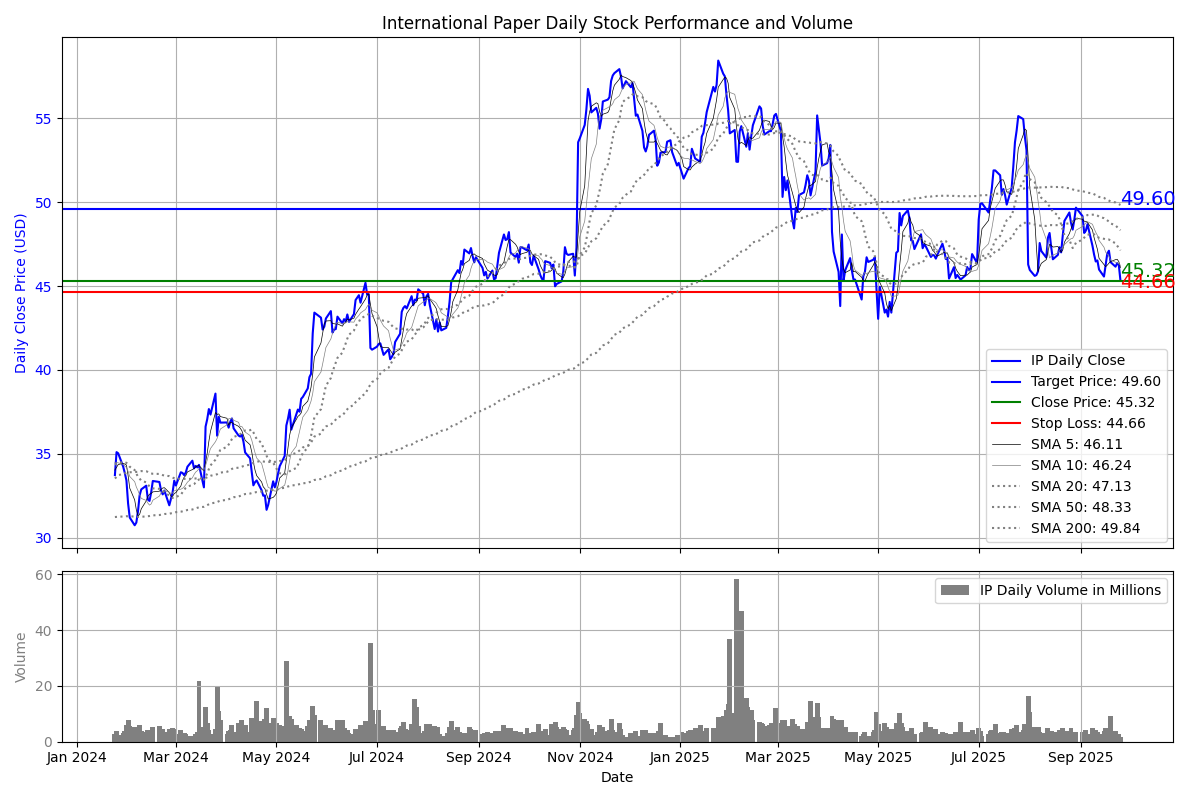 International Paper Daily Stock Performance and Volume
Daily Close Price (USD)
55
50
45
40
35
30
49.60
45.32
44.66
IP Daily Close
Target Price: 49.60
Close Price: 45.32
Stop Loss: 44.66
SMA 5: 46.11
SMA 10: 46.24
SMA 20: 47.13
SMA 50: 48.33
SMA 200: 49.84
Volume
60
40
20
0
IP Daily Volume in Millions
Jan 2024 Mar 2024 May 2024 Jul 2024 Sep 2024 Nov 2024 Jan 2025 Mar 2025 May 2025 Jul 2025 Sep 2025
Date